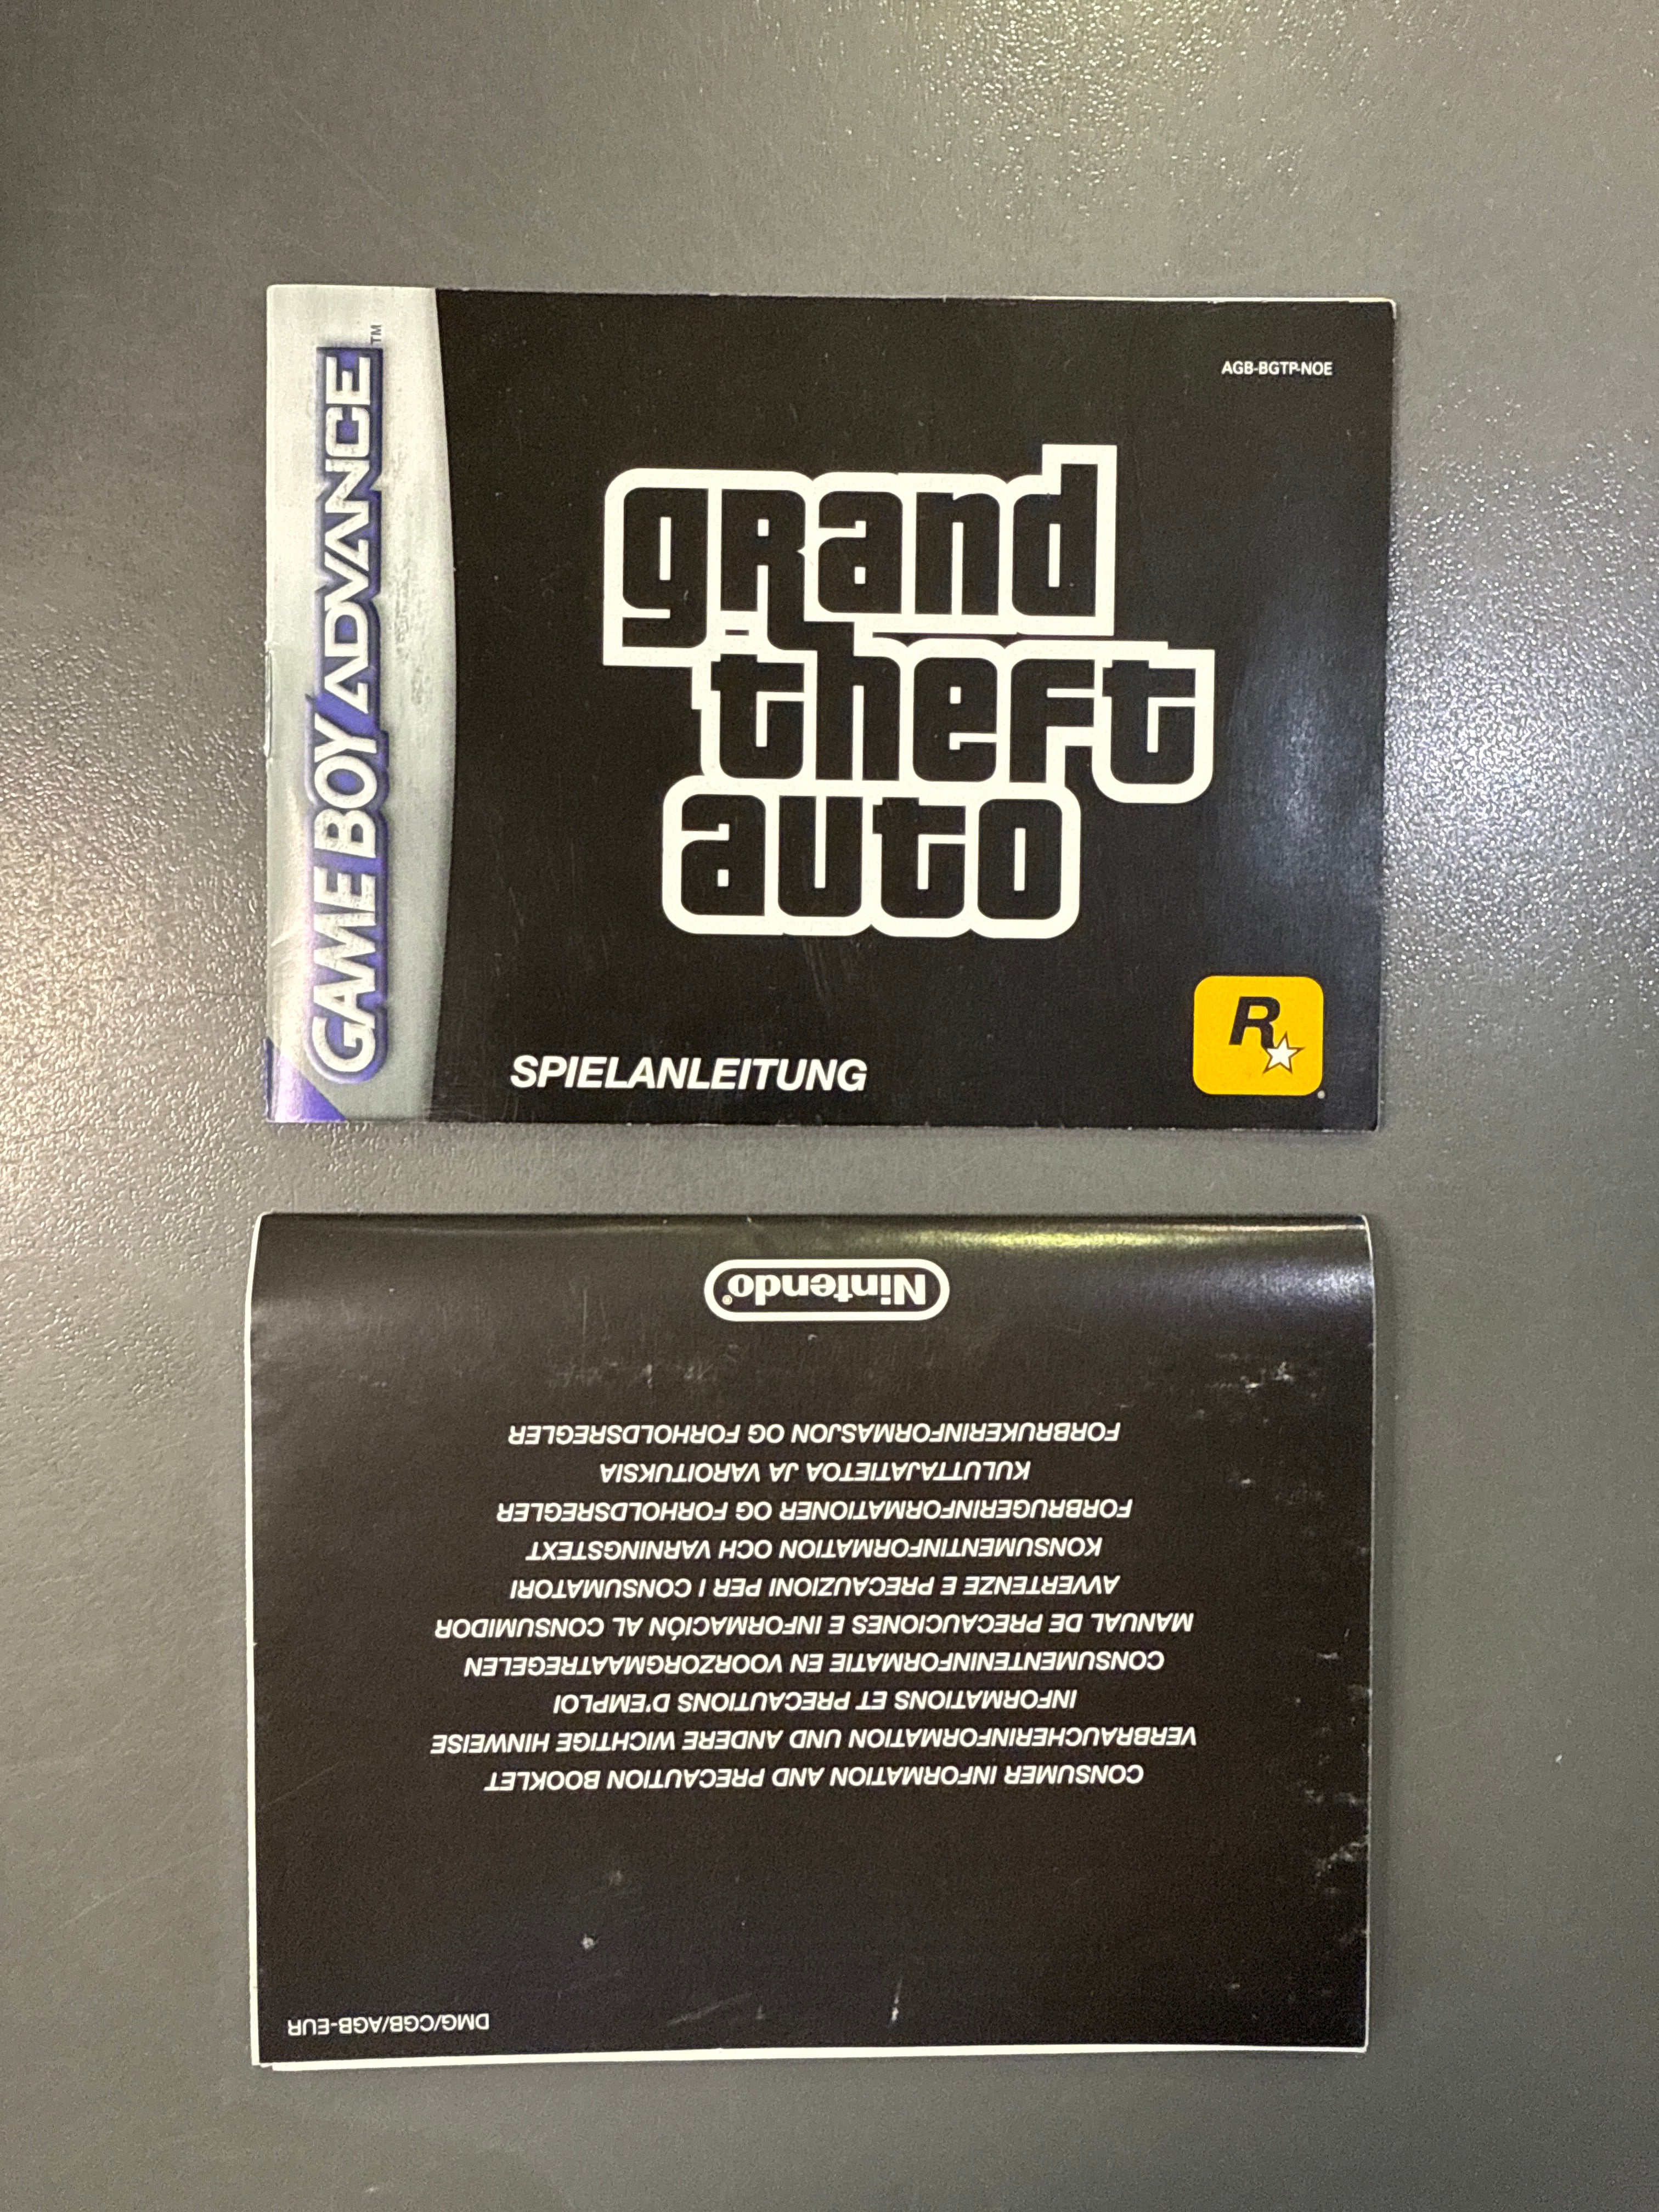 GAME BOY ADVANCE™
AGB-BGTP-NOE
grand
theft
auto
SPIELANLEITUNG
R
DMG/CGB/AGB-EUR
CONSUMER INFORMATION AND PRECAUTION BOOKLET
VERBRAUCHERINFORMATION UND ANDERE WICHTIGE HINWEISE
INFORMATIONS ET PRECAUTIONS D'EMPLOI
CONSUMENTENINFORMATIE EN VOORZORGMAATREGELEN
MANUAL DE PRECAUCIONES E INFORMACIÓN AL CONSUMIDOR
AVVERTENZE E PRECAUZIONI PER I CONSUMATORI
KONSUMENTINFORMATION OCH VARNINGSTEXT
FORBRUGERINFORMATIONER OG FORHOLDSREGLER
KULUTTAJATIETOA JA VAROITUKSIA
FORBRUKERINFORMASJON OG FORHOLDSREGLER
Nintendo®